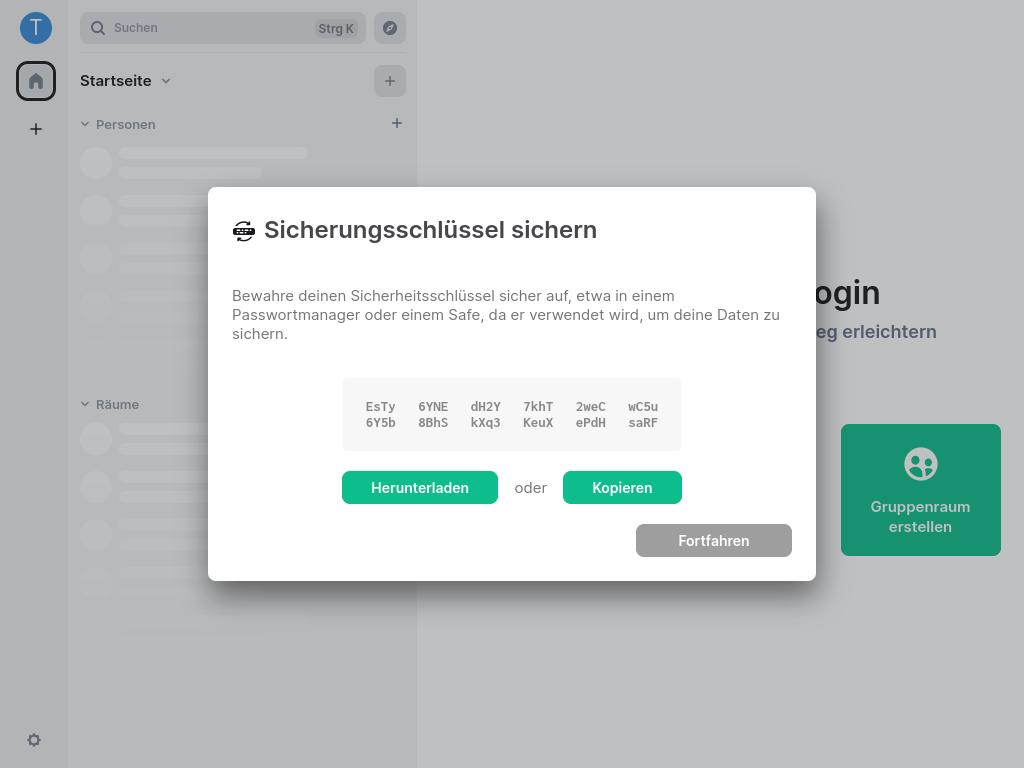 T
Suchen
Strg K
Startseite
Personen
Räume
ogin
eg erleichtern
Gruppenraum
erstellen
Sicherungsschlüssel sichern
Bewahre deinen Sicherheitsschlüssel sicher auf, etwa in einem
Passwortmanager oder einem Safe, da er verwendet wird, um deine Daten zu
sichern.
EsTy 6YNE dH2Y 7khT 2weC wC5u
6Y5b 8BhS kXq3 KeuX ePdH saRF
Herunterladen oder Kopieren
Fortfahren